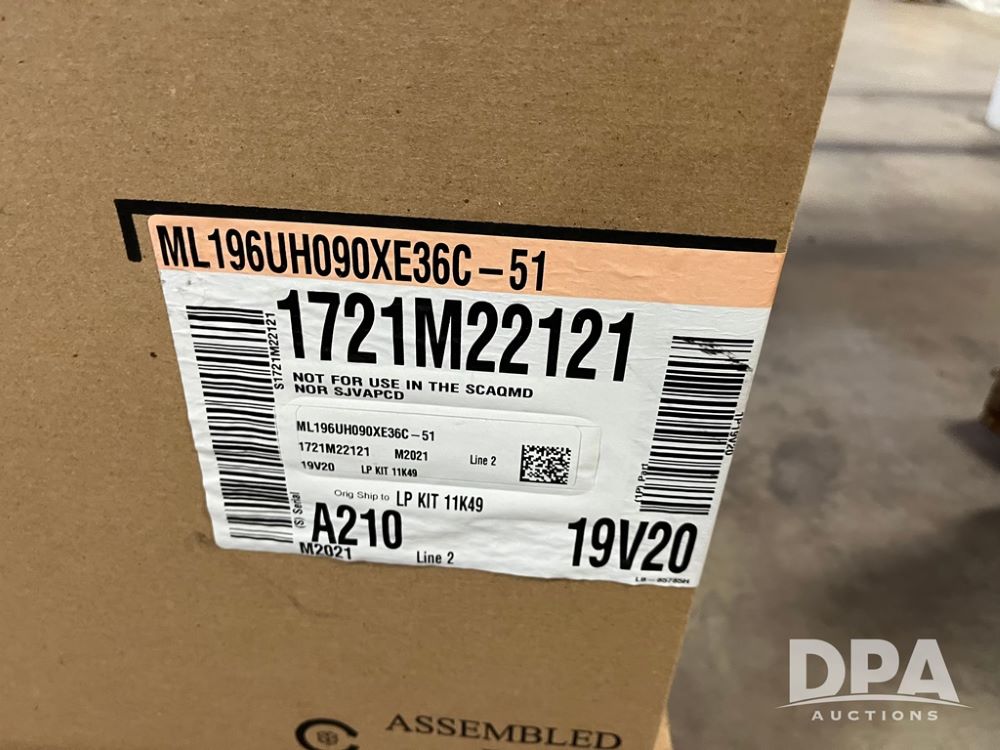 ML196UH090XE36C-51
S1721M22121
1721M22121
NOT FOR USE IN THE SCAQMD
NOR SJVAPCD
ML196UH090XE36C-51
1721M22121 M2021 Line 2
19V20 LP KIT 11K49
(S) Serial
Orig Ship to LP KIT 11K49
A210
M2021 Line 2
1P19V20
(1P) Part
19V20
ASSEMBLED
DPA
AUCTIONS